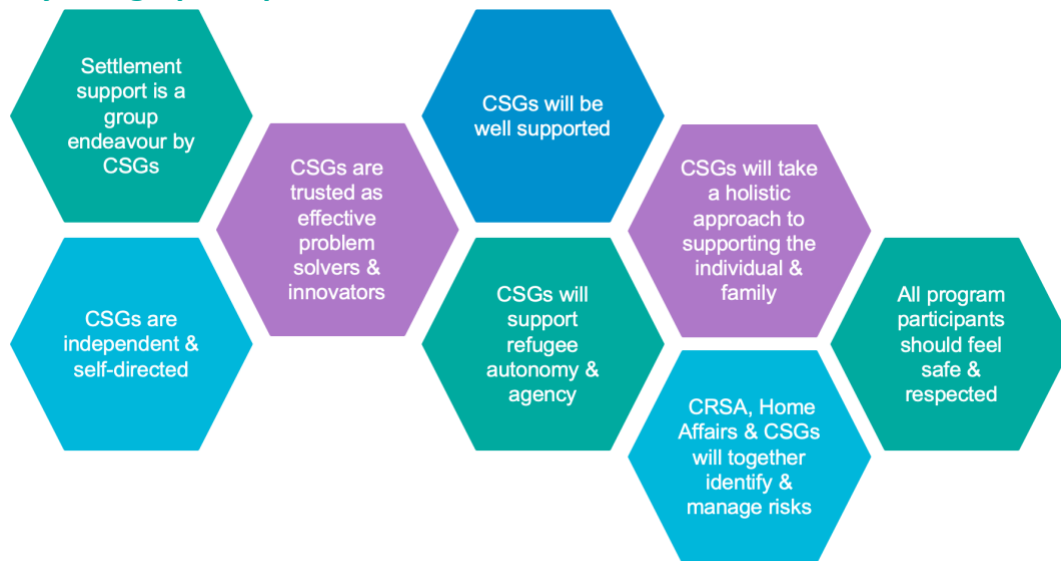 Settlement
support is a
group
endeavour by
CSGs
CSGs are
independent &
self-directed
CSGs are
trusted as
effective
problem
solvers &
innovators
CSGs will be
well supported
CSGs will
support
refugee
autonomy &
agency
CSGs will take
a holistic
approach to
supporting the
individual &
family
CRSA, Home
Affairs & CSGs
will together
identify &
manage risks
All program
participants
should feel
safe &
respected